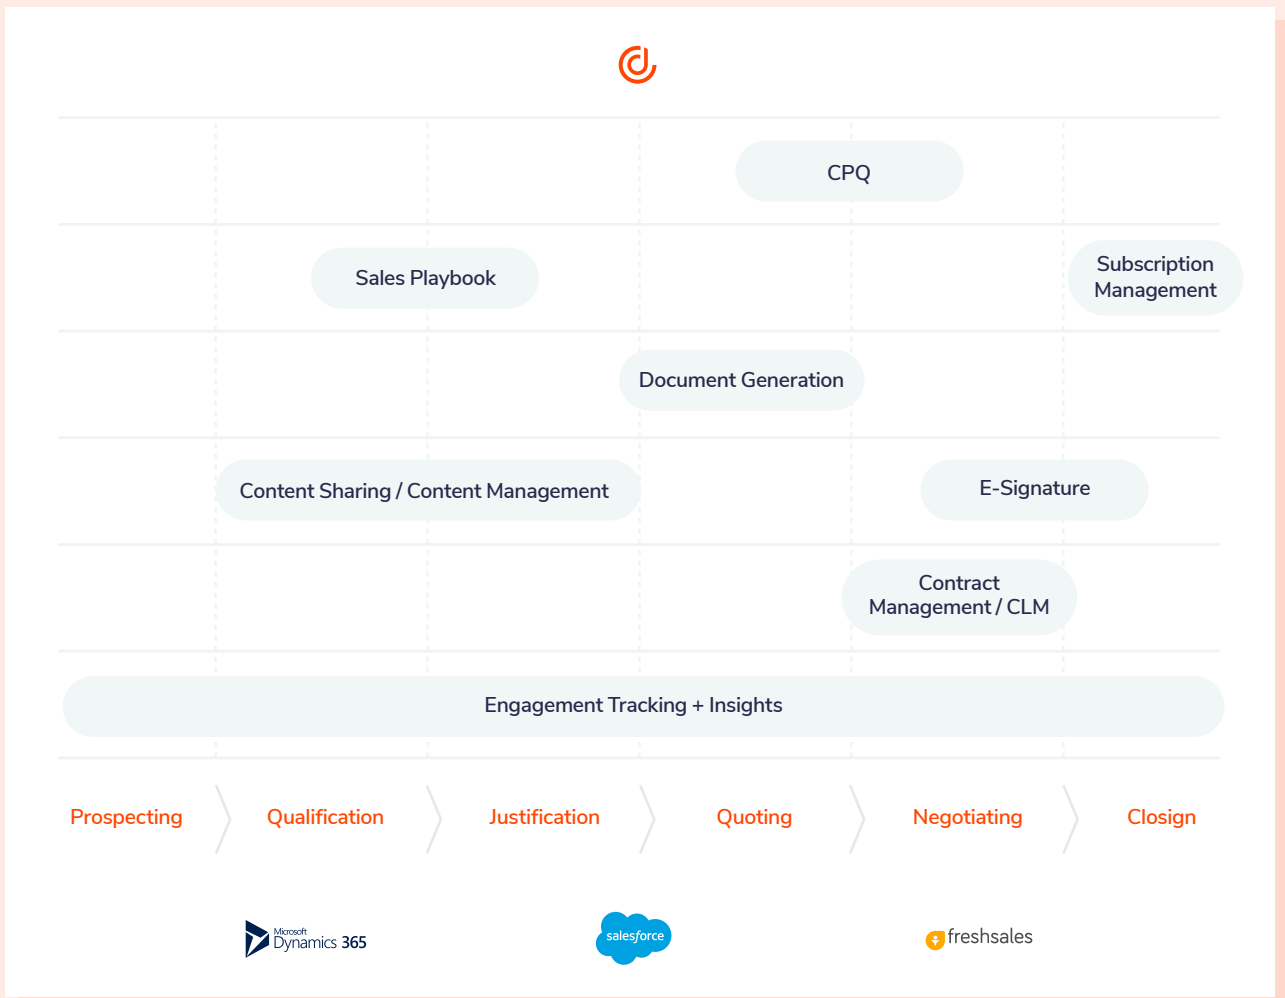 CPQ
Sales Playbook
Subscription
Management
Document Generation
Content Sharing / Content Management
E-Signature
Contract
Management / CLM
Engagement Tracking + Insights
Prospecting
Qualification
Justification
Quoting
Negotiating
Closign
Microsoft
Dynamics 365
salesforce
freshsales